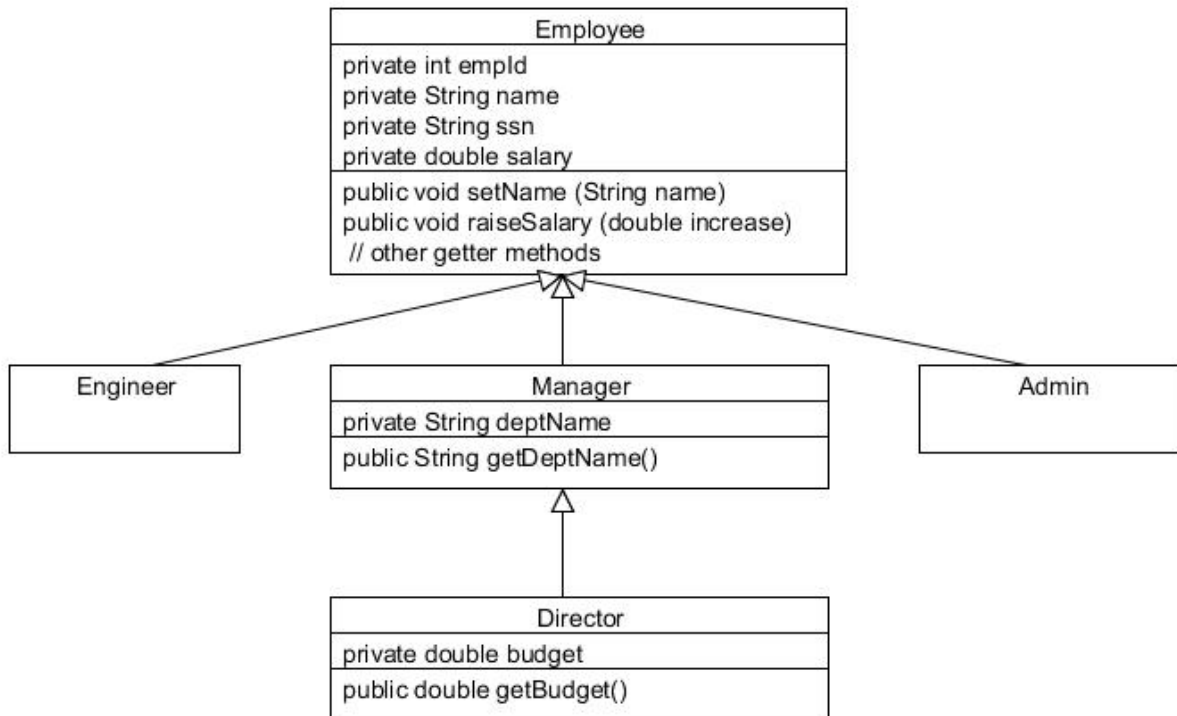 Employee
private int empId
private String name
private String ssn
private double salary
public void setName (String name)
public void raiseSalary (double increase)
// other getter methods
Engineer
Manager
private String deptName
public String getDeptName()
Admin
Director
private double budget
public double getBudget()